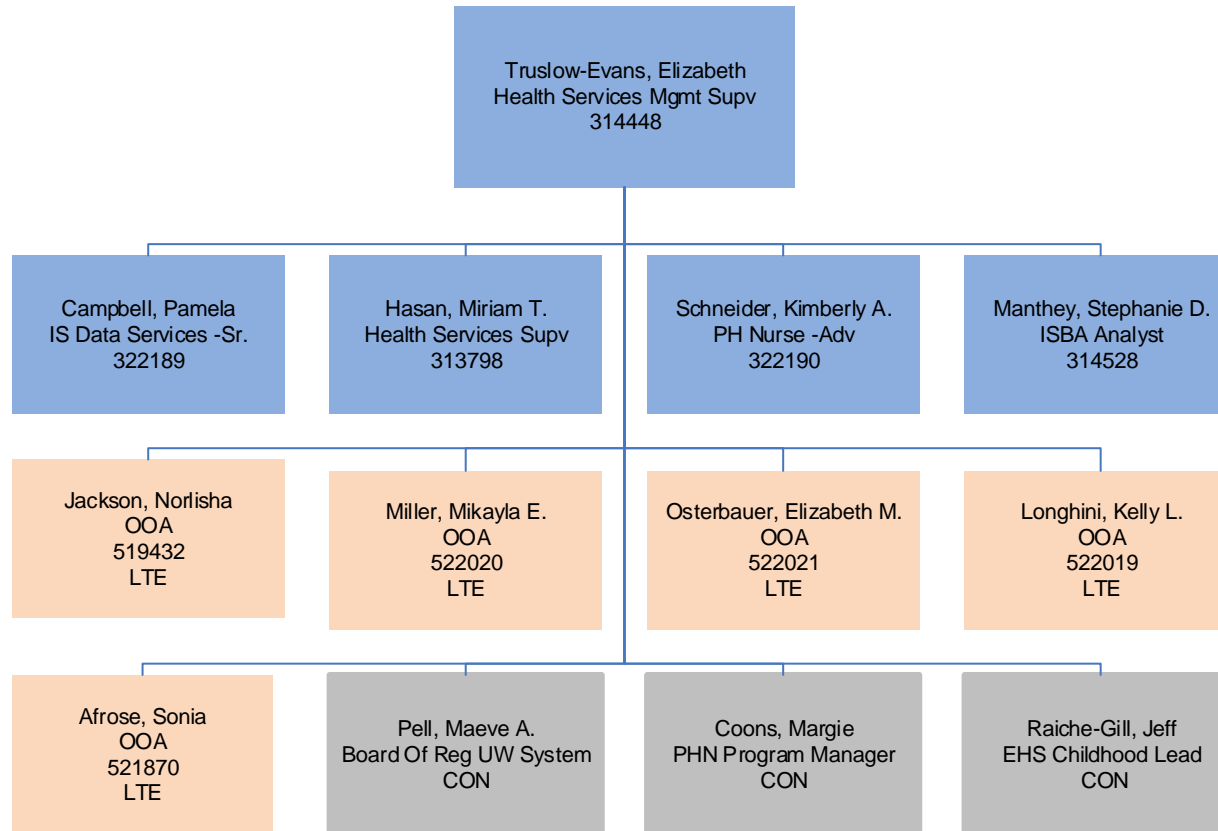 Truslow-Evans, Elizabeth
Health Services Mgmt Supv
314448
Campbell, Pamela
IS Data Services -Sr.
322189
Hasan, Miriam T.
Health Services Supv
313798
Schneider, Kimberly A.
PH Nurse -Adv
322190
Manthey, Stephanie D.
ISBA Analyst
314528
Jackson, Norlisha
OOA
519432
LTE
Miller, Mikayla E.
OOA
522020
LTE
Osterbauer, Elizabeth M.
OOA
522021
LTE
Longhini, Kelly L.
OOA
522019
LTE
Afrose, Sonia
OOA
521870
LTE
Pell, Maeve A.
Board Of Reg UW System
CON
Coons, Margie
PHN Program Manager
CON
Raiche-Gill, Jeff
EHS Childhood Lead
CON